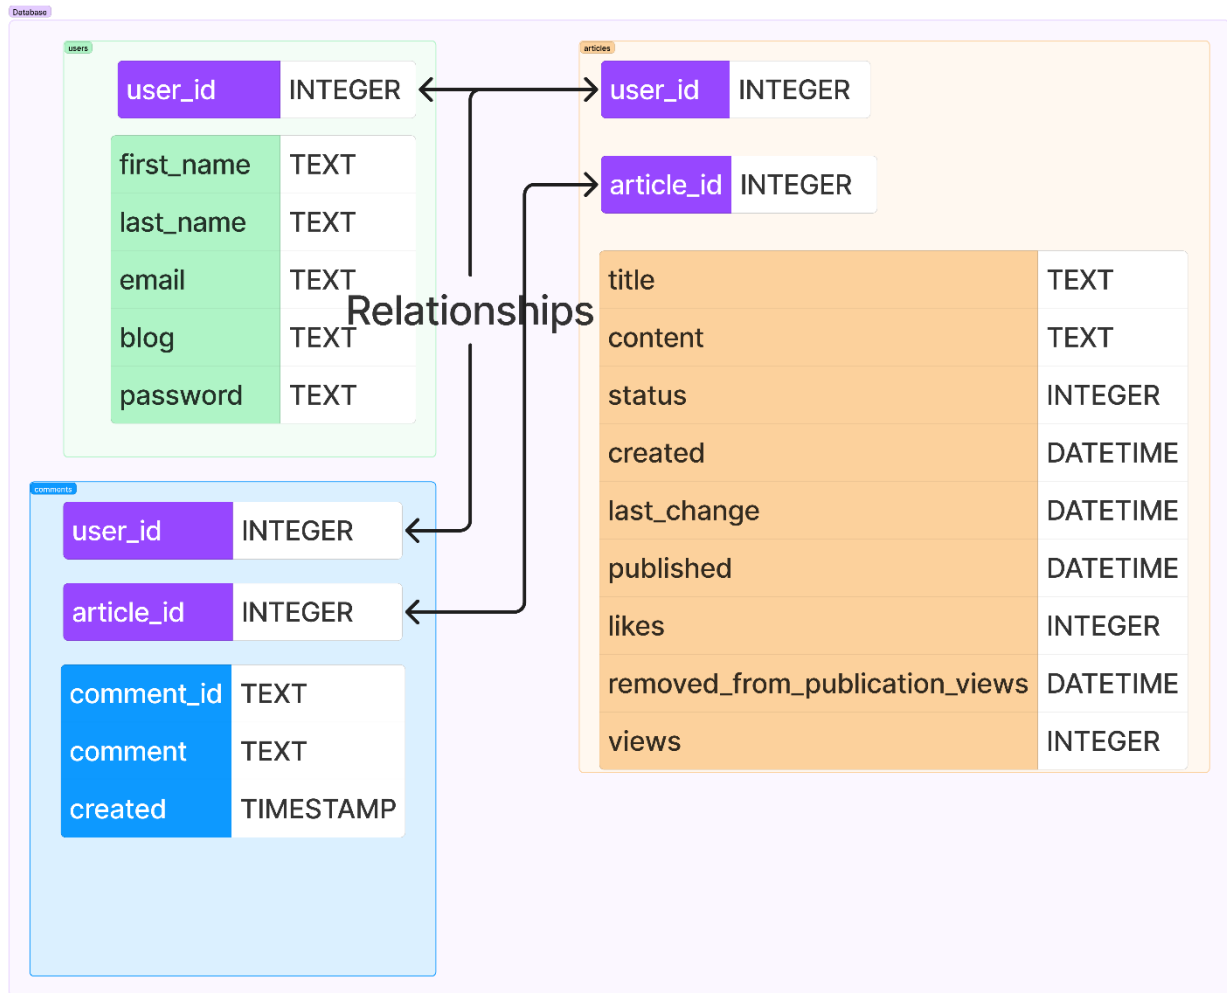 Database
users
user_id INTEGER
first_name TEXT
last_name TEXT
email TEXT
blog TEXT
password TEXT
Relationships
articles
user_id INTEGER
article_id INTEGER
title TEXT
content TEXT
status INTEGER
created DATETIME
last_change DATETIME
published DATETIME
likes INTEGER
removed_from_publication_views DATETIME
views INTEGER
comments
user_id INTEGER
article_id INTEGER
comment_id TEXT
comment TEXT
created TIMESTAMP